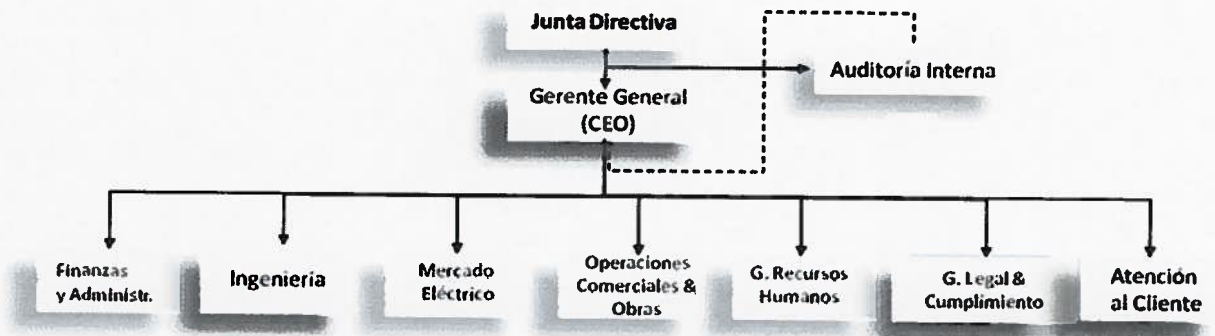 Junta Directiva
Auditoría Interna
Gerente General
(CEO)
Finanzas
y Administr.
Ingeniería
Mercado
Eléctrico
Operaciones
Comerciales &
Obras
G. Recursos
Humanos
G. Legal &
Cumplimiento
Atención
al Cliente